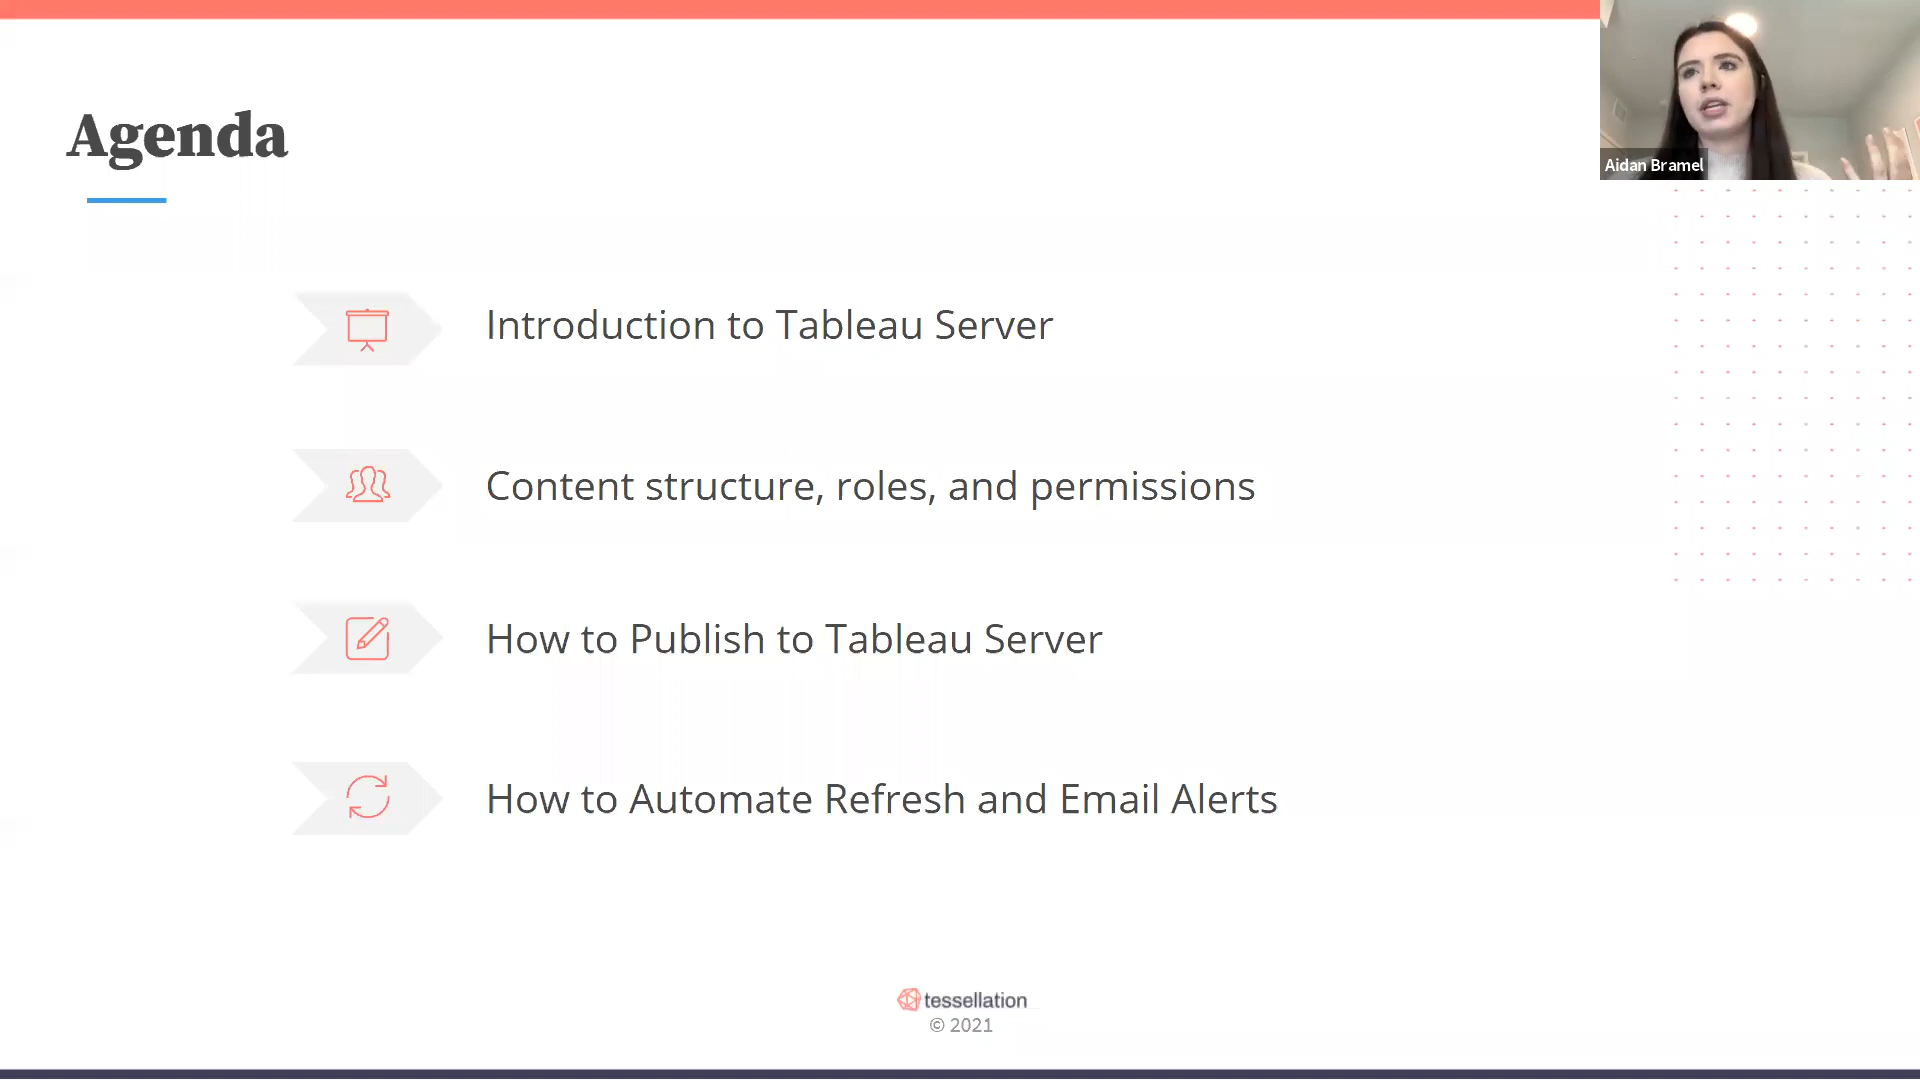 Agenda
Aidan Bramel
Introduction to Tableau Server
Content structure, roles, and permissions
How to Publish to Tableau Server
How to Automate Refresh and Email Alerts
tessellation
© 2021